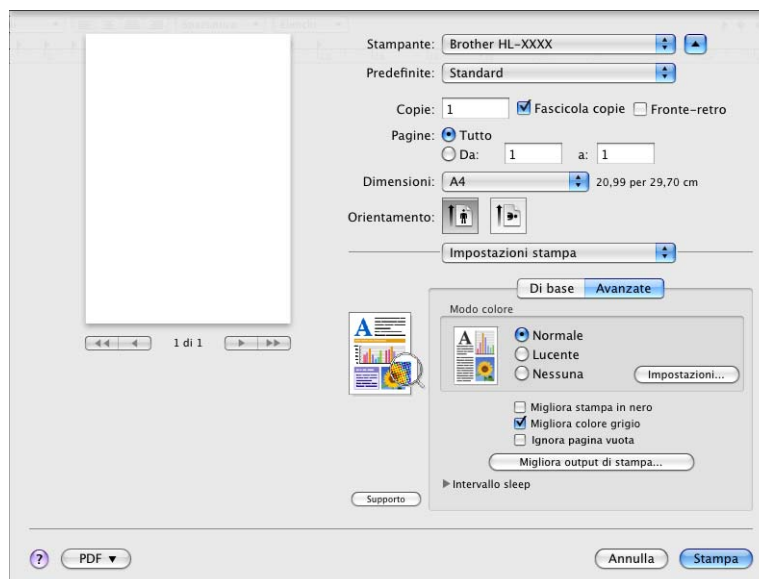 Stampante: Brother HL-XXXX
Predefinite: Standard
Copie: 1 Fascicola copie Fronte-retro
Pagine: Tutto
Da: 1 a: 1
Dimensioni: A4 20,99 per 29,70 cm
Orientamento:
Impostazioni stampa
Di base Avanzate
Modo colore
Normale
Lucente
Nessuna Impostazioni...
Migliora stampa in nero
Migliora colore grigio
Ignora pagina vuota
Migliora output di stampa...
Intervallo sleep
Supporto
1 di 1
? PDF ▼ Annulla Stampa